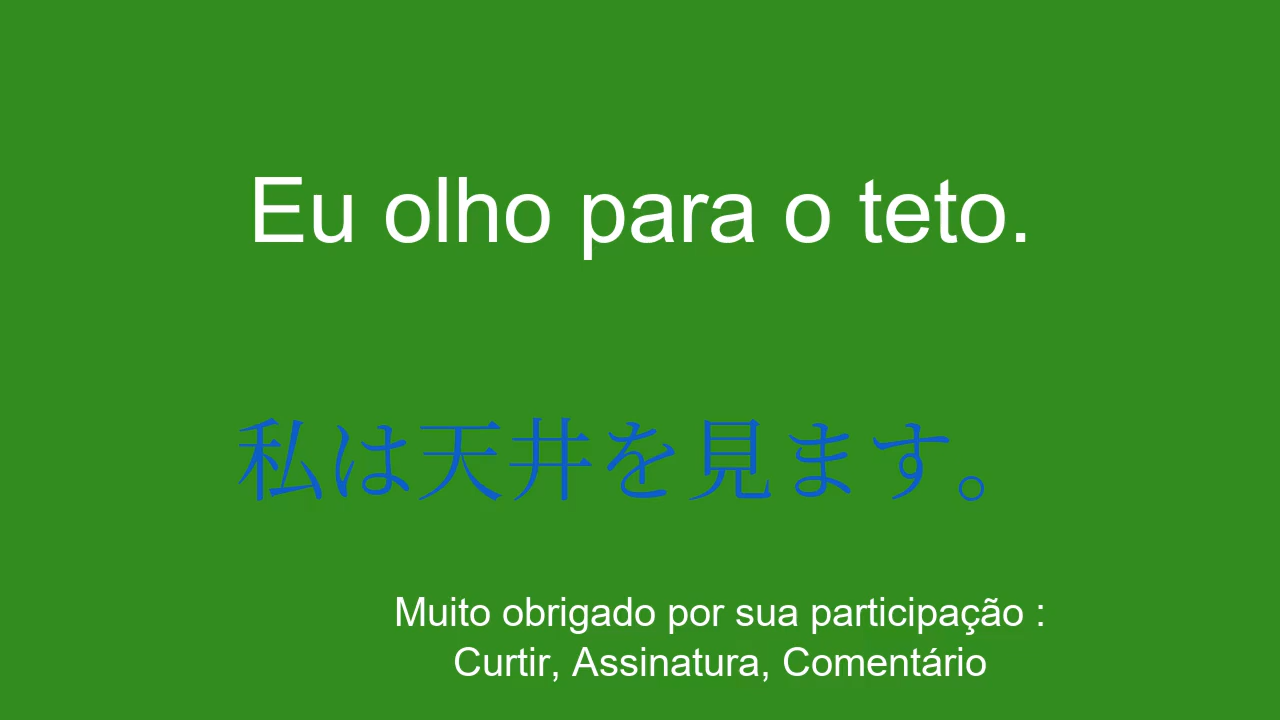 Eu olho para o teto.
私は天井を見ます。
Muito obrigado por sua participação :
Curtir, Assinatura, Comentário